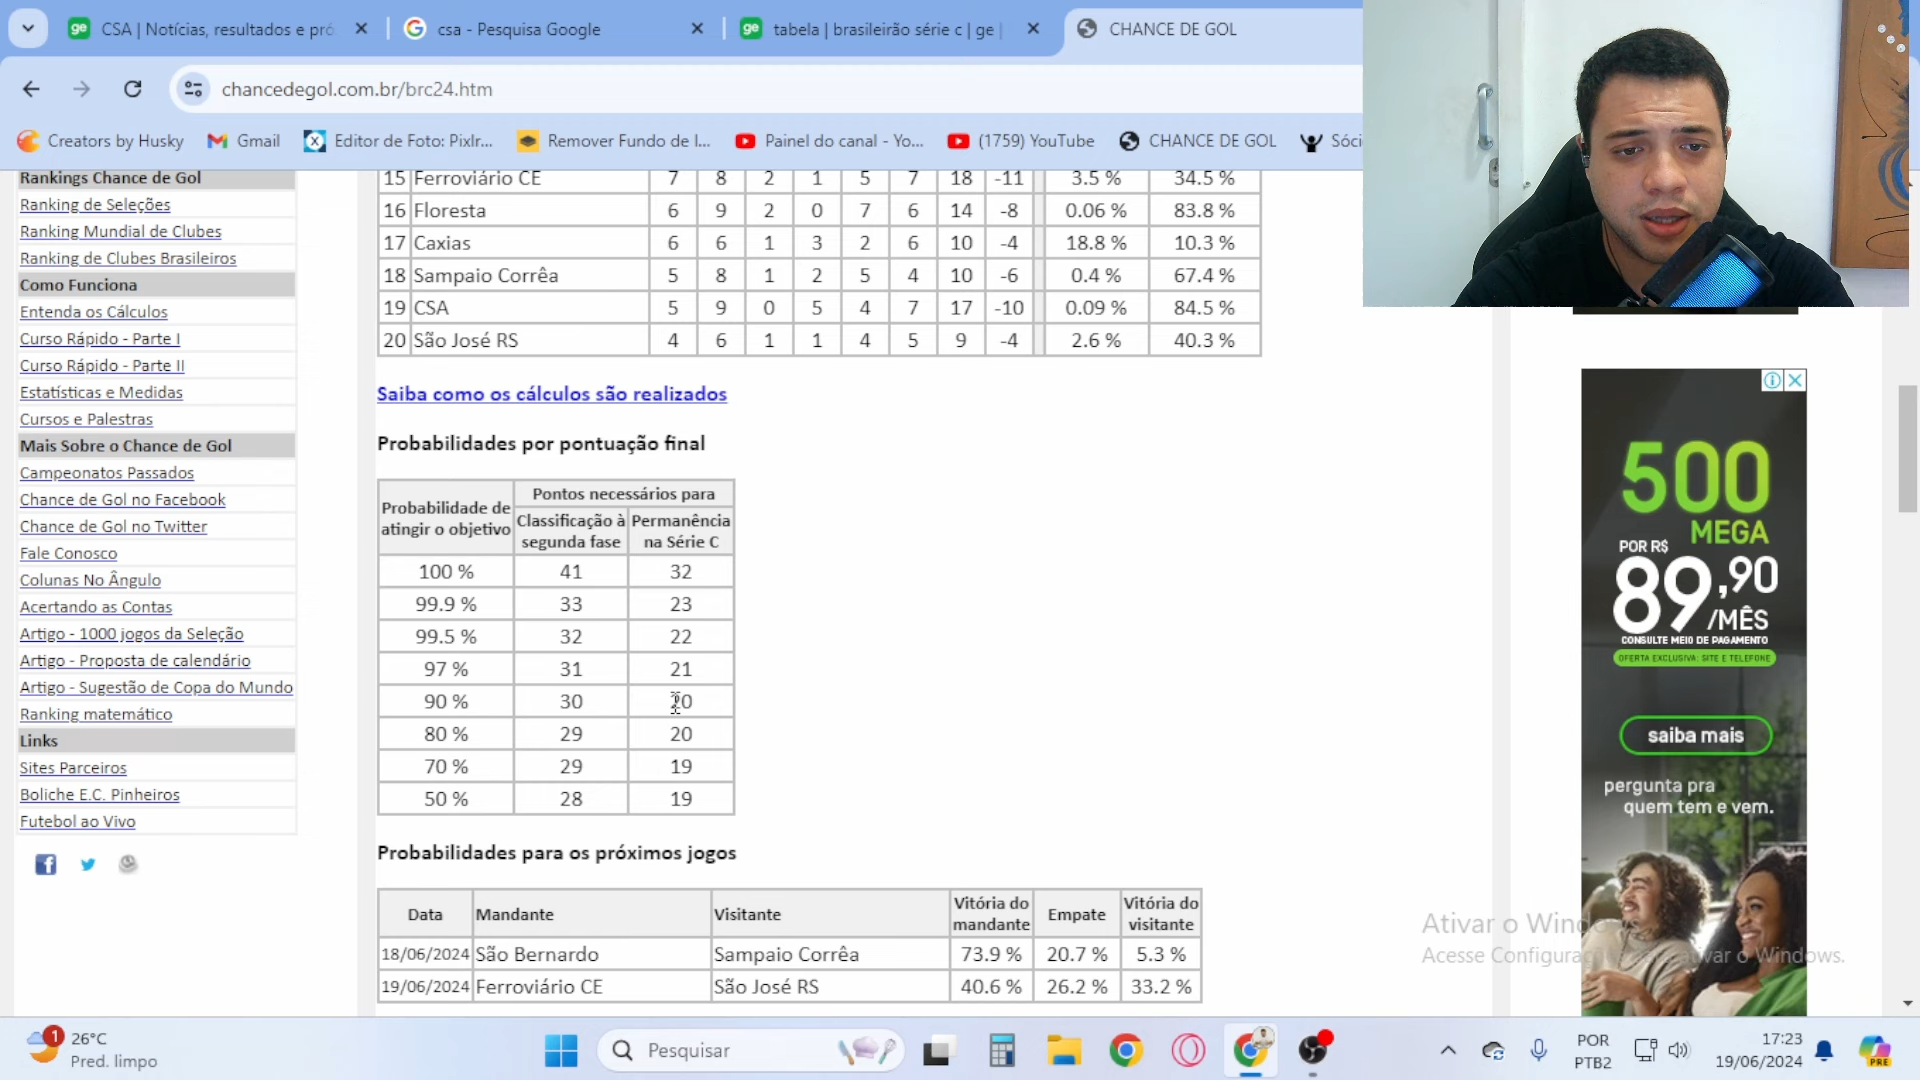 CSA | Notícias, resultados e pró
csa - Pesquisa Google
tabela | brasileirão série c | ge |
CHANCE DE GOL
chancedegol.com.br/brc24.htm
Creators by Husky
Gmail
Editor de Foto: Pixlr...
Remover Fundo de I...
Painel do canal - Yo...
(1759) YouTube
CHANCE DE GOL
Sóci
Rankings Chance de Gol
Ranking de Seleções
Ranking Mundial de Clubes
Ranking de Clubes Brasileiros
Como Funciona
Entenda os Cálculos
Curso Rápido - Parte I
Curso Rápido - Parte II
Estatísticas e Medidas
Cursos e Palestras
Mais Sobre o Chance de Gol
Campeonatos Passados
Chance de Gol no Facebook
Chance de Gol no Twitter
Fale Conosco
Colunas No Ângulo
Acertando as Contas
Artigo - 1000 jogos da Seleção
Artigo - Proposta de calendário
Artigo - Sugestão de Copa do Mundo
Ranking matemático
Links
Sites Parceiros
Boliche E.C. Pinheiros
Futebol ao Vivo
15 Ferroviário CE 7 8 2 1 5 7 18 -11 3.5 % 34.5 %
16 Floresta 6 9 2 0 7 6 14 -8 0.06 % 83.8 %
17 Caxias 6 6 1 3 2 6 10 -4 18.8 % 10.3 %
18 Sampaio Corrêa 5 8 1 2 5 4 10 -6 0.4 % 67.4 %
19 CSA 5 9 0 5 4 7 17 -10 0.09 % 84.5 %
20 São José RS 4 6 1 1 4 5 9 -4 2.6 % 40.3 %
Saiba como os cálculos são realizados
Probabilidades por pontuação final
Probabilidade de atingir o objetivo
Pontos necessários para
Classificação à segunda fase
Permanência na Série C
100 % 41 32
99.9 % 33 23
99.5 % 32 22
97 % 31 21
90 % 30 20
80 % 29 20
70 % 29 19
50 % 28 19
Probabilidades para os próximos jogos
Data Mandante Visitante Vitória do mandante Empate Vitória do visitante
18/06/2024 São Bernardo Sampaio Corrêa 73.9 % 20.7 % 5.3 %
19/06/2024 Ferroviário CE São José RS 40.6 % 26.2 % 33.2 %
500
MEGA
POR R$
89,90
/MÊS
CONSULTE MEIO DE PAGAMENTO
OFERTA EXCLUSIVA: SITE E TELEFONE
saiba mais
pergunta pra
quem tem e vem.
Ativar o Windows
1
26°C
Pred. limpo
Pesquisar
POR
PTB2
17:23
19/06/2024
PRE